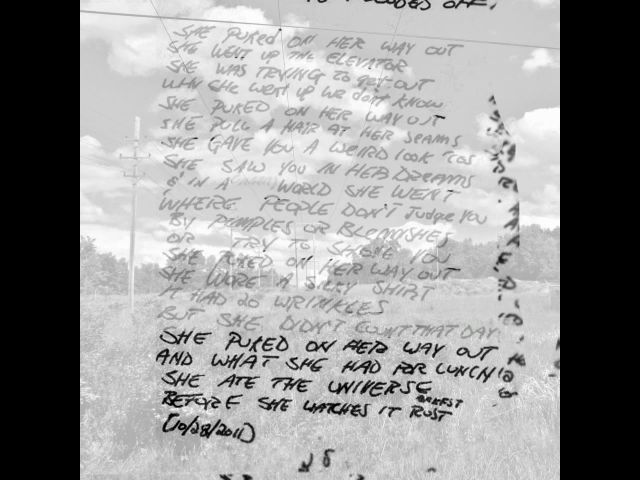 CLOUDS OFF.
SHE PUKED ON HER WAY OUT
SHE WENT UP THE ELEVATOR
SHE WAS TRYING TO get OUT
WHY SHE WENT UP WE don't KNOW
SHE PUKED ON HER WAY OUT
SHE PULL A HAIR AT HER SEAMS
SHE GAVE YOU A WEIRD look
SHE SAW YOU IN HER DREAMS
IN A WORLD SHE WENT
WHERE PEOPLE DON'T Judge YOU
BY PIMPLES OR BLEMISHES
OR TRY TO YOU
SHE PUKED ON HER WAY OUT
SHE WORE A SILKY SHIRT
IT HAD 20 WRINKLES
BUT SHE DIDN'T COUNT THAT DAY
SHE PUKED ON HER WAY OUT
AND WHAT SHE HAD FOR LUNCH
SHE ATE THE UNIVERSE
BEFORE SHE WATCHES IT RUST
(10/28/2011)